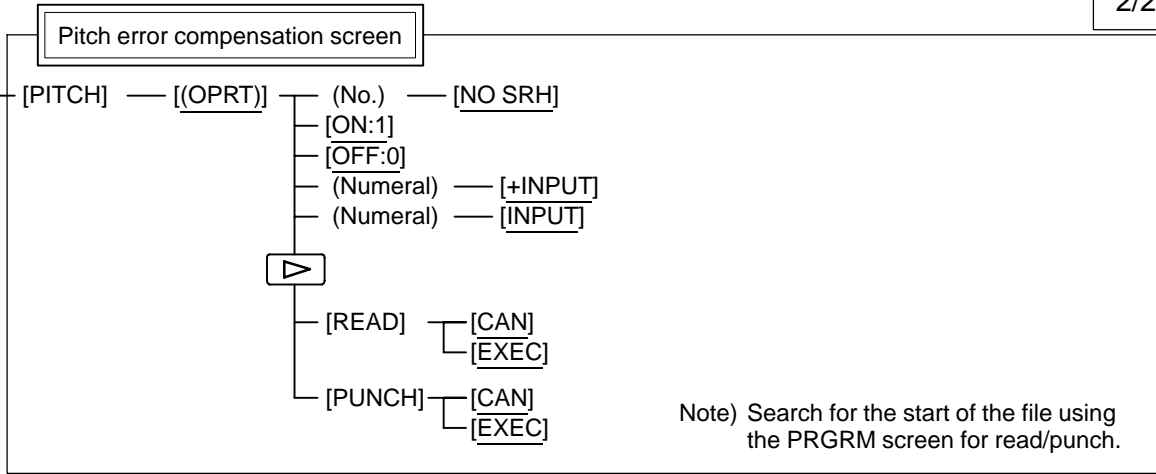 2/2
Pitch error compensation screen
[PITCH] [(OPRT)] (No.) [NO SRH]
[ON:1]
[OFF:0]
(Numeral) [+INPUT]
(Numeral) [INPUT]
[READ] [CAN]
[EXEC]
[PUNCH] [CAN]
[EXEC]
Note) Search for the start of the file using
the PRGRM screen for read/punch.